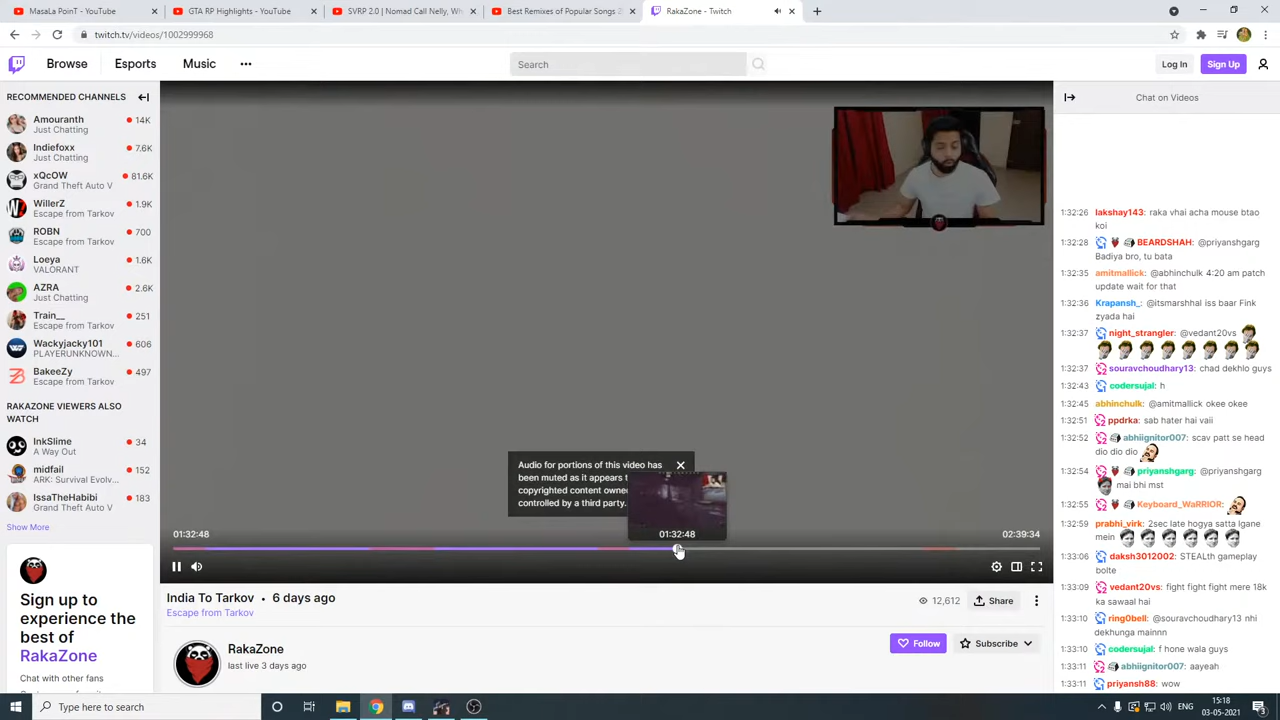 MasaLa PoinT - YouTube
GTA RP Highlights - YouTube
SVRP 2.0 | Nomad Call Nelly, Wh
Best Remixes of Popular Songs 2
RakaZone - Twitch
twitch.tv/videos/1002999968
Browse
Esports
Music
Search
Log In
Sign Up
RECOMMENDED CHANNELS
Amouranth
14K
Just Chatting
Indiefoxx
7.6K
Just Chatting
xQcOW
81.6K
Grand Theft Auto V
WillerZ
1.9K
Escape from Tarkov
ROBN
700
Escape from Tarkov
Loeya
1.6K
VALORANT
AZRA
2.6K
Just Chatting
Train__
251
Escape from Tarkov
Wackyjacky101
606
PLAYERUNKNOWN...
BakeeZy
497
Escape from Tarkov
RAKAZONE VIEWERS ALSO
WATCH
InkSlime
34
A Way Out
midfail
152
ARK: Survival Evolv...
IssaTheHabibi
183
Grand Theft Auto V
Show More
Sign up to
experience the
best of
RakaZone
Chat with other fans
Audio for portions of this video has
been muted as it appears t
copyrighted content owne
controlled by a third party.
01:32:48
01:32:48
02:39:34
India To Tarkov • 6 days ago
Escape from Tarkov
12,612
Share
RakaZone
last live 3 days ago
Follow
Subscribe
Chat on Videos
1:32:26 lakshay143: raka vhai acha mouse btao
koi
1:32:28 BEARDSHAH: @priyanshgarg
Badiya bro, tu bata
1:32:35 amitmallick: @abhinchulk 4:20 am patch
update wait for that
1:32:36 Krapansh_: @itsmarshhal iss baar Fink
zyada hai
1:32:37 night_strangler: @vedant20vs
1:32:37 souravchoudhary13: chad dekhlo guys
1:32:43 codersujal: h
1:32:45 abhinchulk: @amitmallick okee okee
1:32:51 ppdrka: sab hater hai vaii
1:32:52 abhiignitor007: scav patt se head
dio dio dio
1:32:54 priyanshgarg: @priyanshgarg
mai bhi mst
1:32:55 Keyboard_WaRRIOR:
1:32:59 prabhi_virk: 2sec late hogya satta lgane
mein
1:33:06 daksh3012002: STEALth gameplay
bolte
1:33:09 vedant20vs: fight fight fight mere 18k
ka sawaal hai
1:33:10 ring0bell: @souravchoudhary13 nhi
dekhunga mainnn
1:33:10 codersujal: f hone wala guys
1:33:11 abhiignitor007: aayeah
1:33:11 priyansh88: wow
Type here to search
ENG
15:18
03-05-2021
3